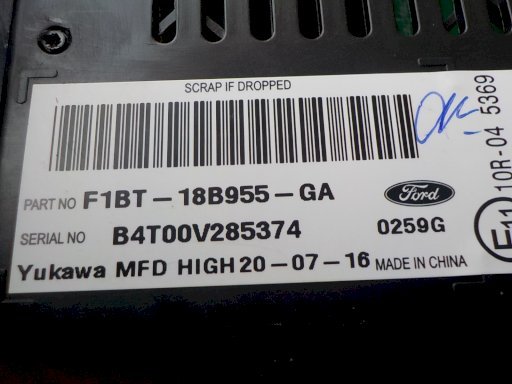 SCRAP IF DROPPED
PART NO F1BT-18B955-GA
Ford
SERIAL NO B4T00V285374 0259G
Yukawa MFD HIGH 20-07-16 MADE IN CHINA
E11 10R-04 5369